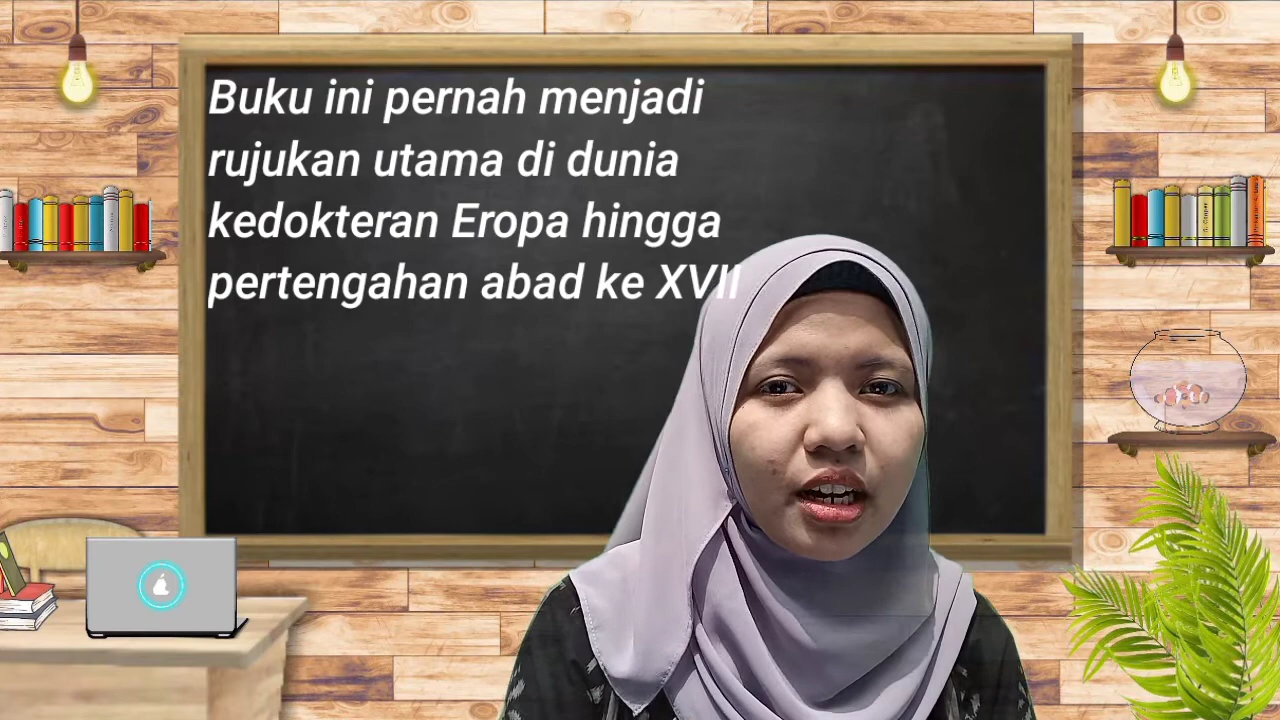 Buku ini pernah menjadi
rujukan utama di dunia
kedokteran Eropa hingga
pertengahan abad ke XVII